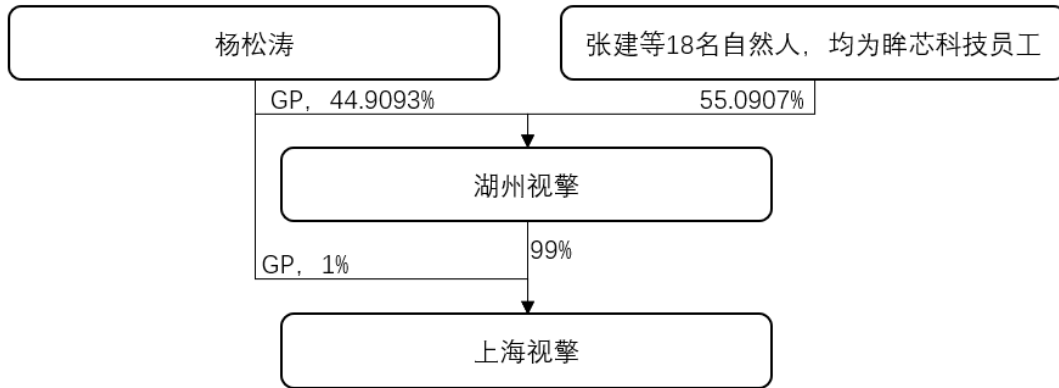 杨松涛
张建等18名自然人，均为眸芯科技员工
GP，44.9093%
55.0907%
湖州视擎
99%
GP，1%
上海视擎